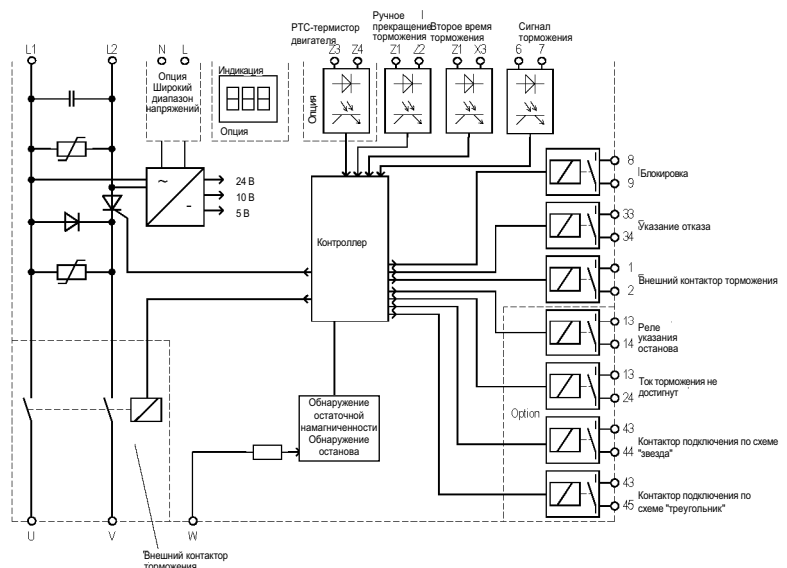 РТС-термистор
двигателя
Ручное
прекращение
торможения
Второе время
торможения
Сигнал
торможения
L1
L2
N
L
Z3
Z4
Z1
Z2
Z1
X3
6
7
Опция
Широкий
диапазон
напряжений
Индикация
Опция
Опция
~
-
24 В
10 В
5 В
Контроллер
8
9
Блокировка
33
34
Указание отказа
1
2
Внешний контактор торможения
13
14
Реле
указания
останова
13
24
Ток торможения не
достигнут
Option
43
44
Контактор подключения по схеме
"звезда"
43
45
Контактор подключения по
схеме "треугольник"
Обнаружение
остаточной
намагниченности
Обнаружение
останова
U
V
W
Внешний контактор
торможения